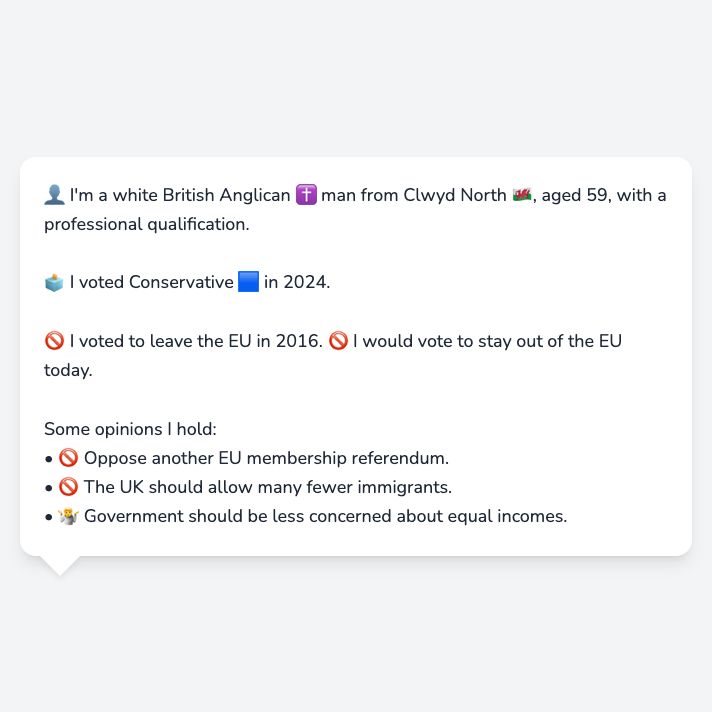 👤 I'm a white British Anglican ✝️ man from Clwyd North 🏴󠁧󠁢󠁷󠁬󠁳󠁿, aged 59, with a
professional qualification.
🗳️ I voted Conservative 🟦 in 2024.
🚫 I voted to leave the EU in 2016. 🚫 I would vote to stay out of the EU
today.
Some opinions I hold:
• 🚫 Oppose another EU membership referendum.
• 🚫 The UK should allow many fewer immigrants.
• 🤷 Government should be less concerned about equal incomes.